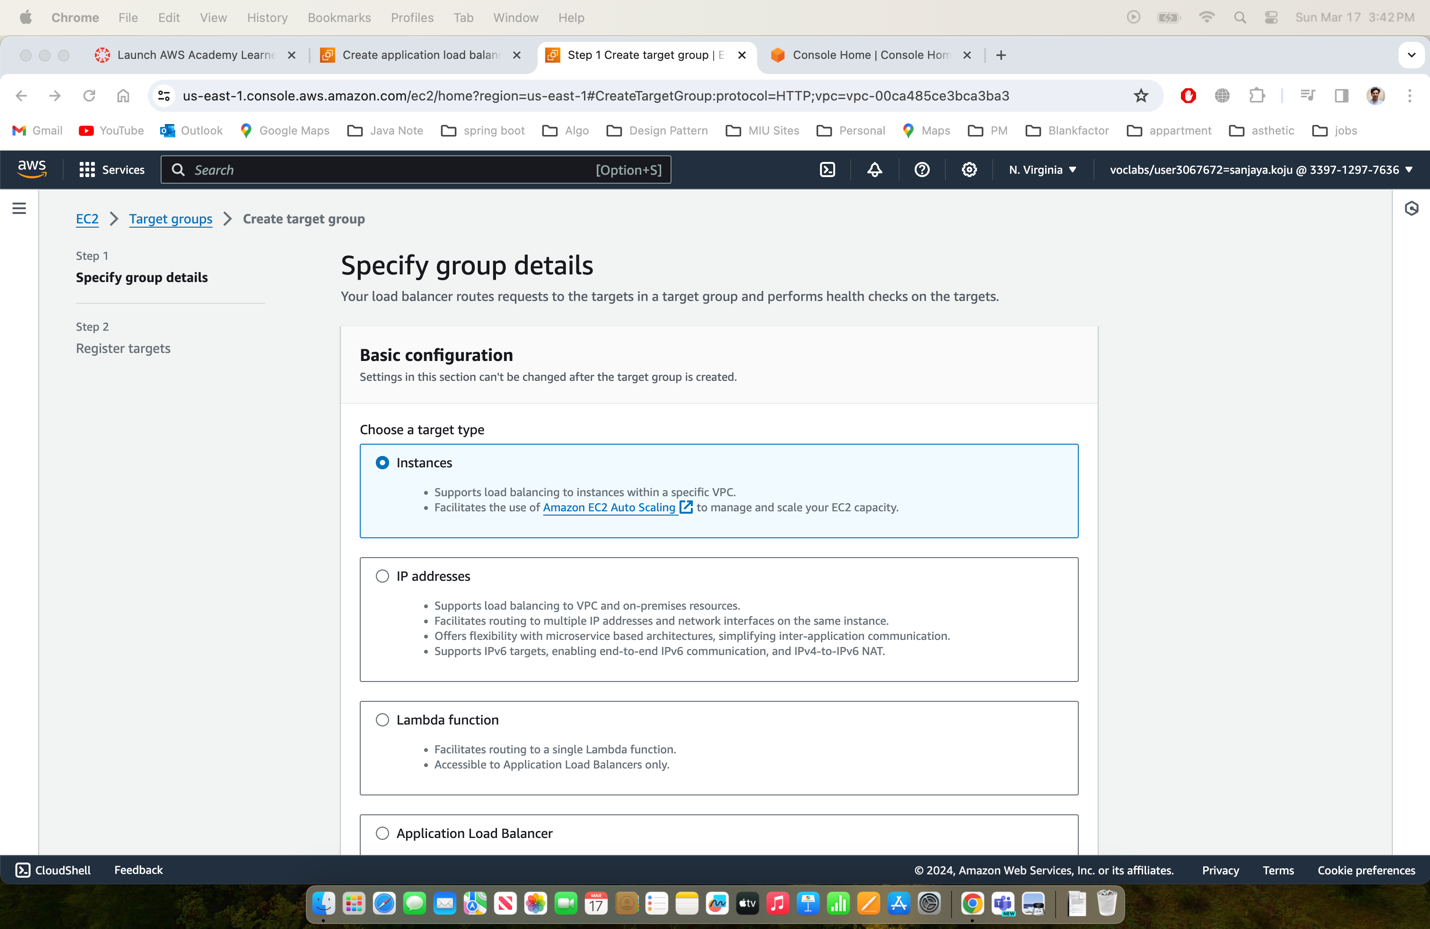 Chrome File Edit View History Bookmarks Profiles Tab Window Help Sun Mar 17 3:42 PM
Launch AWS Academy Learne Create application load balan Step 1 Create target group | E Console Home | Console Hom
us-east-1.console.aws.amazon.com/ec2/home?region=us-east-1#CreateTargetGroup:protocol=HTTP;vpc=vpc-00ca485ce3bca3ba3
Gmail YouTube Outlook Google Maps Java Note spring boot Algo Design Pattern MIU Sites Personal Maps PM Blankfactor appartment asthetic jobs
aws Services Search [Option+S] N. Virginia voclabs/user3067672=sanjaya.koju @ 3397-1297-7636
EC2 Target groups Create target group
Step 1
Specify group details
Step 2
Register targets
Specify group details
Your load balancer routes requests to the targets in a target group and performs health checks on the targets.
Basic configuration
Settings in this section can't be changed after the target group is created.
Choose a target type
Instances
• Supports load balancing to instances within a specific VPC.
• Facilitates the use of Amazon EC2 Auto Scaling to manage and scale your EC2 capacity.
IP addresses
• Supports load balancing to VPC and on-premises resources.
• Facilitates routing to multiple IP addresses and network interfaces on the same instance.
• Offers flexibility with microservice based architectures, simplifying inter-application communication.
• Supports IPv6 targets, enabling end-to-end IPv6 communication, and IPv4-to-IPv6 NAT.
Lambda function
• Facilitates routing to a single Lambda function.
• Accessible to Application Load Balancers only.
Application Load Balancer
CloudShell Feedback © 2024, Amazon Web Services, Inc. or its affiliates. Privacy Terms Cookie preferences
MAR
17
tv
NEW